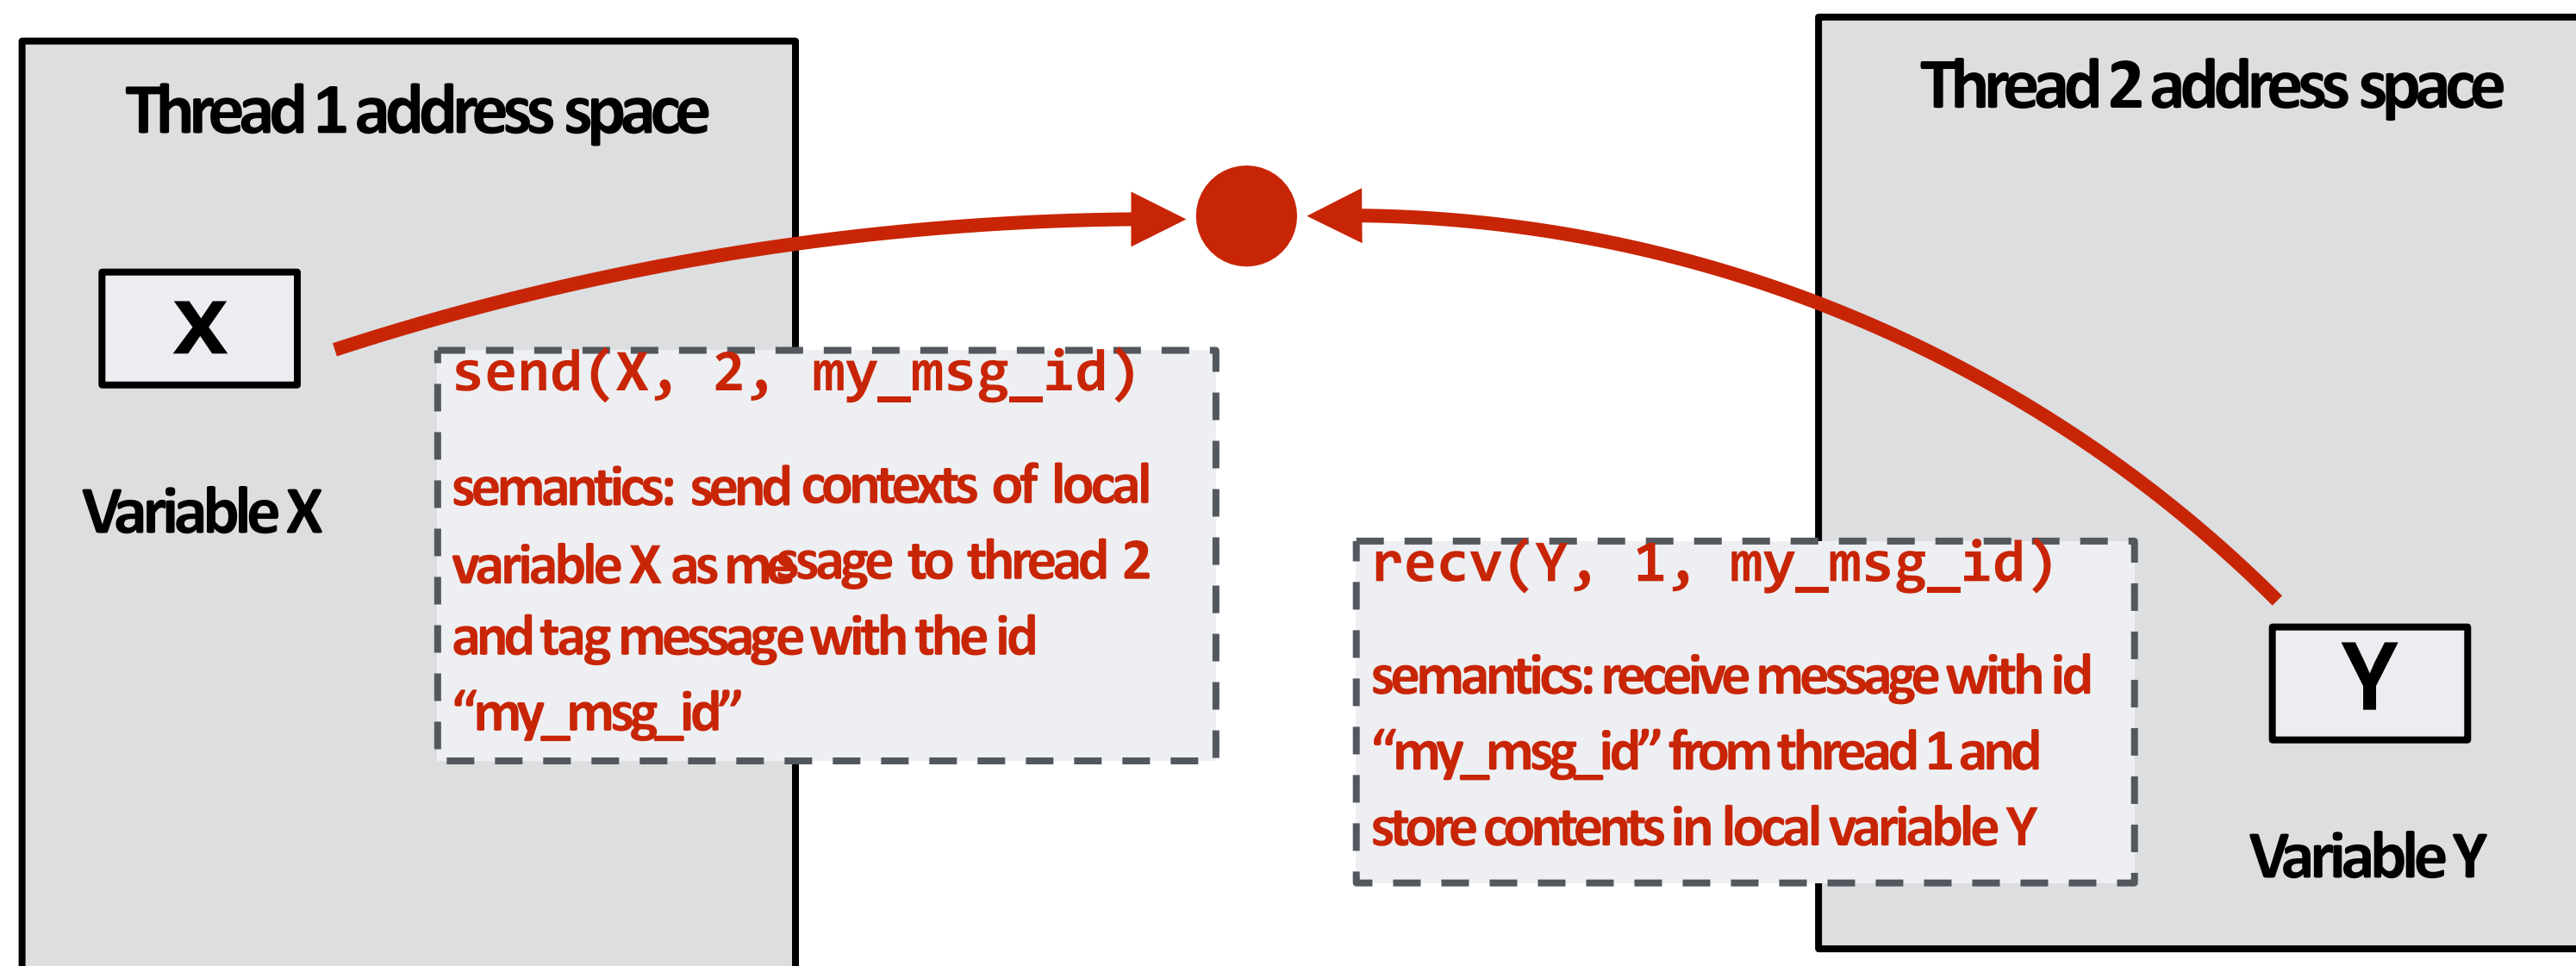 Thread 1 address space
X
Variable X
send(X, 2, my_msg_id)
semantics: send contexts of local
variable X as message to thread 2
and tag message with the id
“my_msg_id”
Thread 2 address space
recv(Y, 1, my_msg_id)
semantics: receive message with id
“my_msg_id” from thread 1 and
store contents in local variable Y
Y
Variable Y